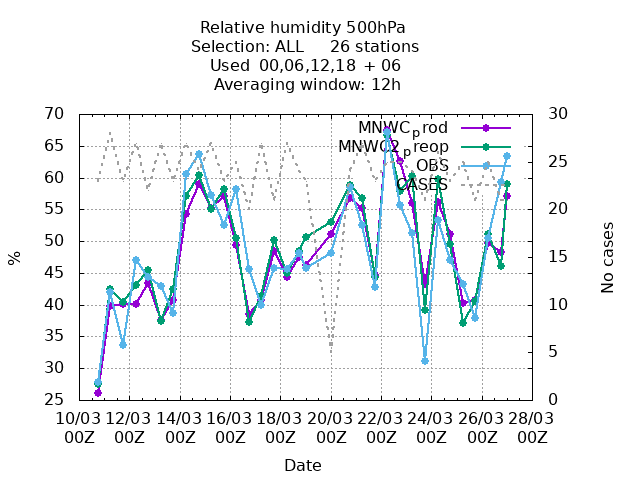 Relative humidity 500hPa
Selection: ALL 26 stations
Used 00,06,12,18 + 06
Averaging window: 12h
70
65
60
55
50
45
40
35
30
25
%
30
25
20
15
10
5
0
No cases
MNWC_prod
MNWC2_preop
OBS
CASES
10/03 12/03 14/03 16/03 18/03 20/03 22/03 24/03 26/03 28/03
00Z 00Z 00Z 00Z 00Z 00Z 00Z 00Z 00Z 00Z
Date